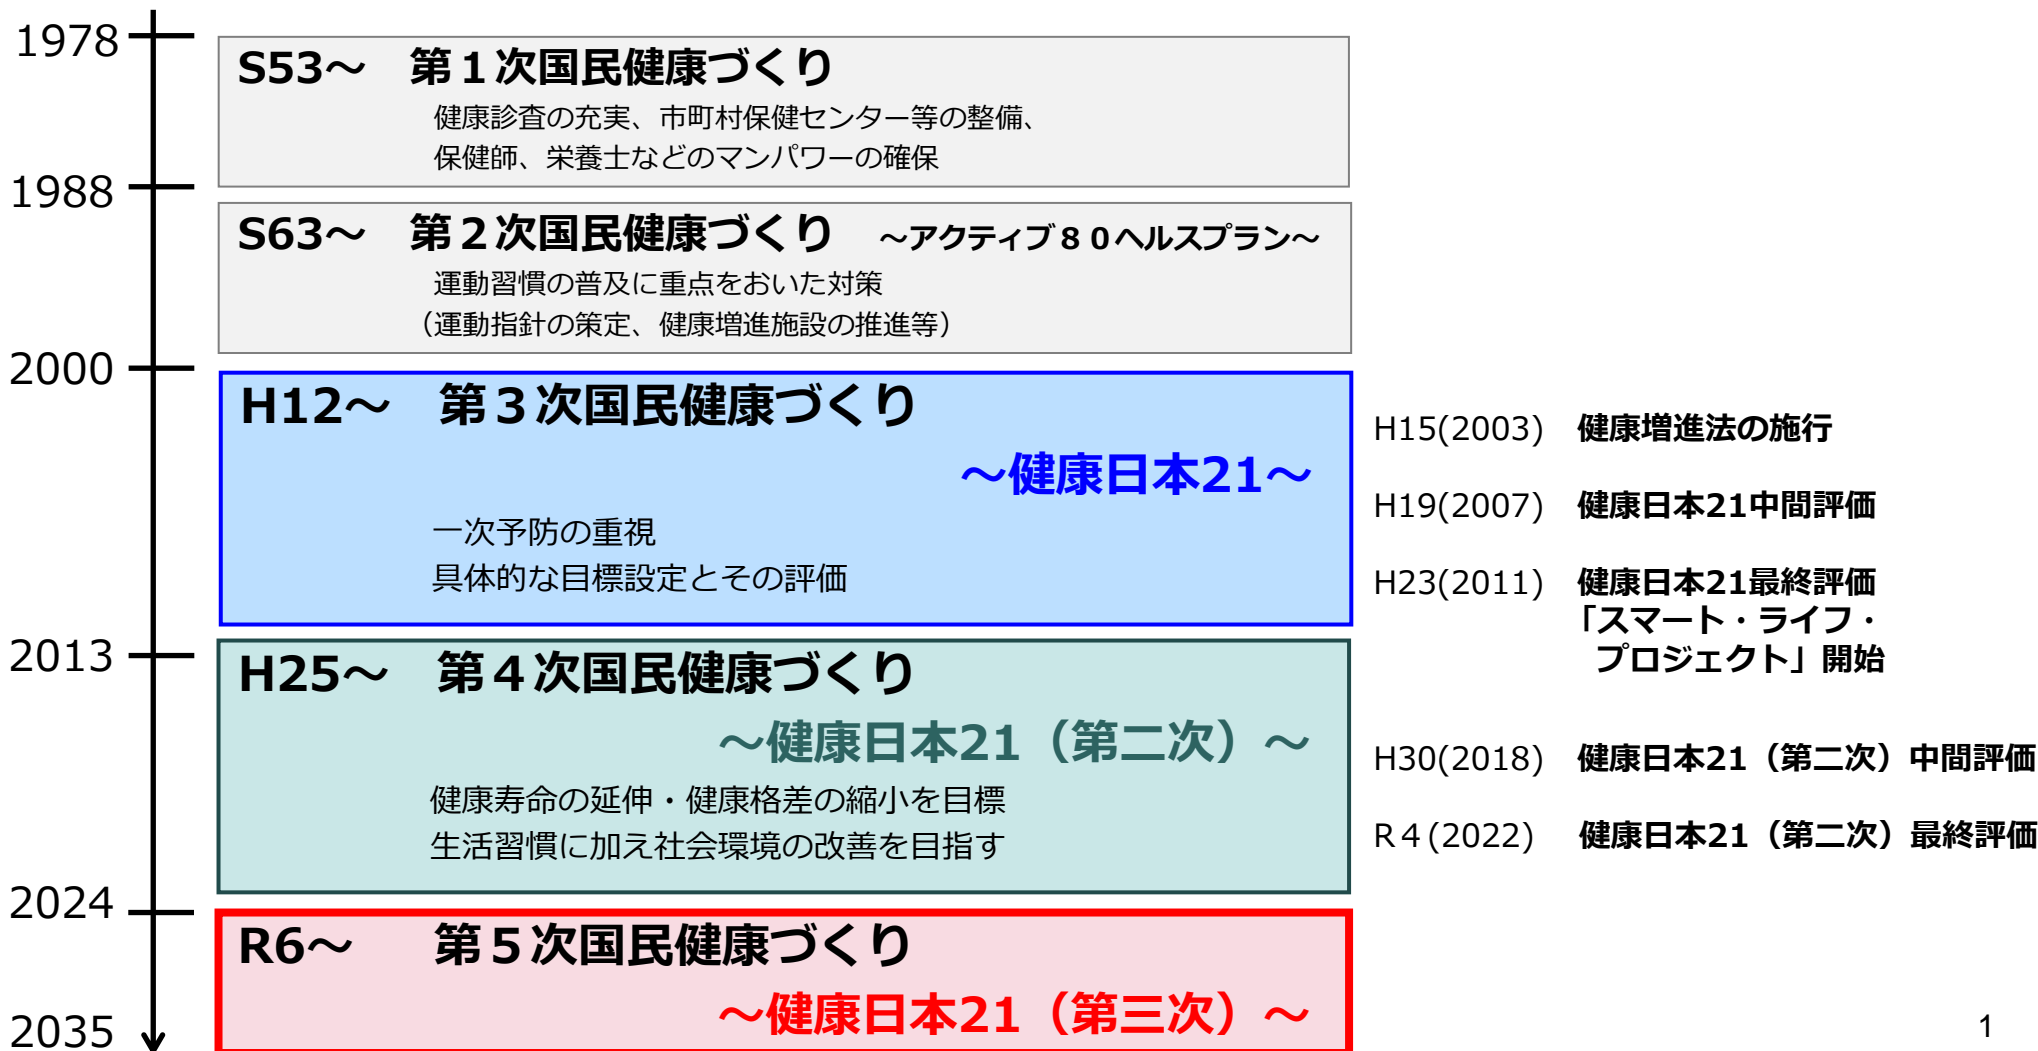 1978
S53～ 第１次国民健康づくり
健康診査の充実、市町村保健センター等の整備、
保健師、栄養士などのマンパワーの確保
1988
S63～ 第２次国民健康づくり ～アクティブ８０ヘルスプラン～
運動習慣の普及に重点をおいた対策
（運動指針の策定、健康増進施設の推進等）
2000
H12～ 第３次国民健康づくり
～健康日本21～
一次予防の重視
具体的な目標設定とその評価
H15(2003) 健康増進法の施行
H19(2007) 健康日本21中間評価
H23(2011) 健康日本21最終評価
「スマート・ライフ・
プロジェクト」開始
2013
H25～ 第４次国民健康づくり
～健康日本21（第二次）～
健康寿命の延伸・健康格差の縮小を目標
生活習慣に加え社会環境の改善を目指す
H30(2018) 健康日本21（第二次）中間評価
R４(2022) 健康日本21（第二次）最終評価
2024
R6～ 第５次国民健康づくり
～健康日本21（第三次）～
2035
1